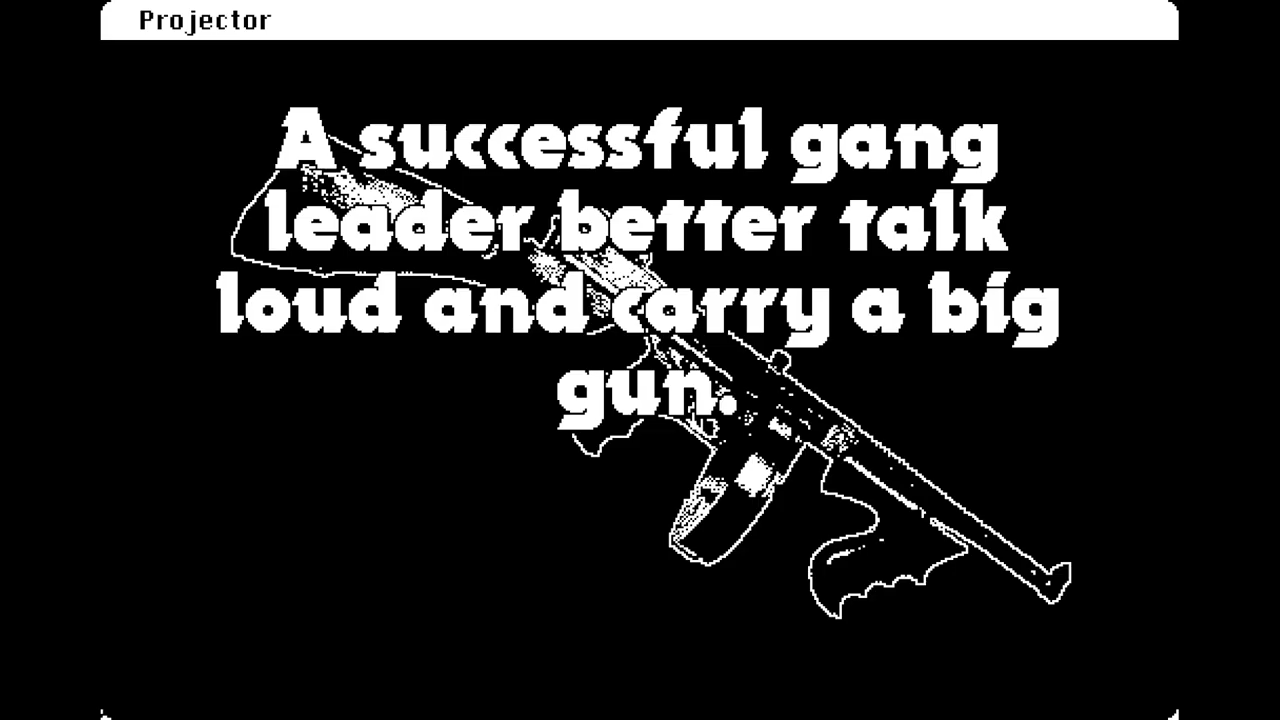 Projector
A successful gang
leader better talk
loud and carry a big
gun.